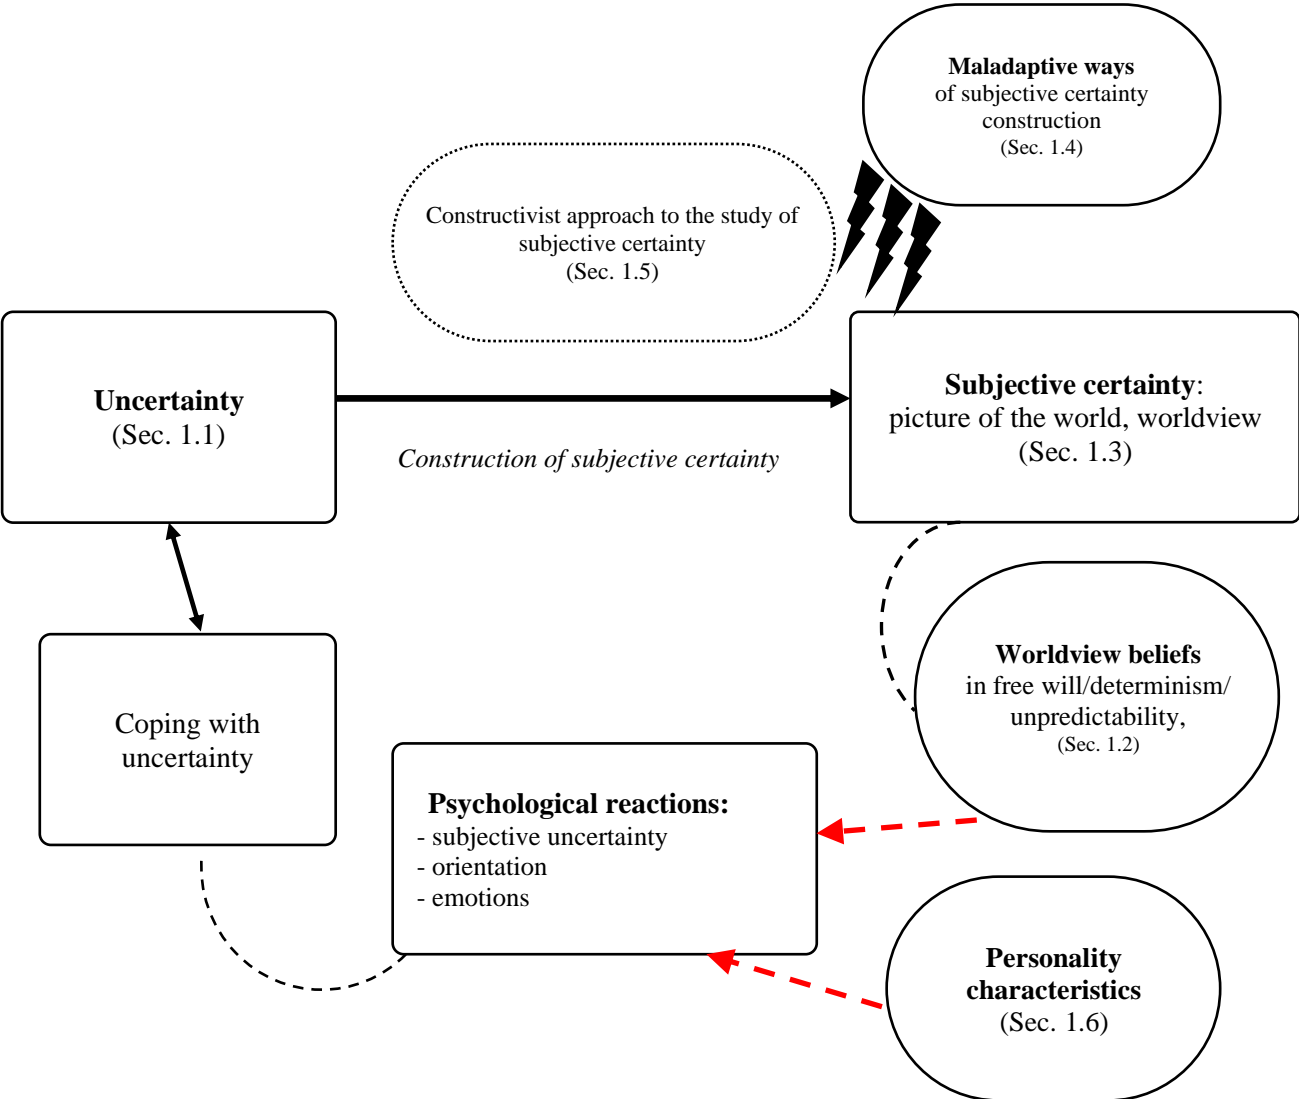 Maladaptive ways
of subjective certainty
construction
(Sec. 1.4)
Constructivist approach to the study of
subjective certainty
(Sec. 1.5)
Uncertainty
(Sec. 1.1)
Subjective certainty:
picture of the world, worldview
(Sec. 1.3)
Construction of subjective certainty
Worldview beliefs
in free will/determinism/
unpredictability,
(Sec. 1.2)
Coping with
uncertainty
Psychological reactions:
- subjective uncertainty
- orientation
- emotions
Personality
characteristics
(Sec. 1.6)